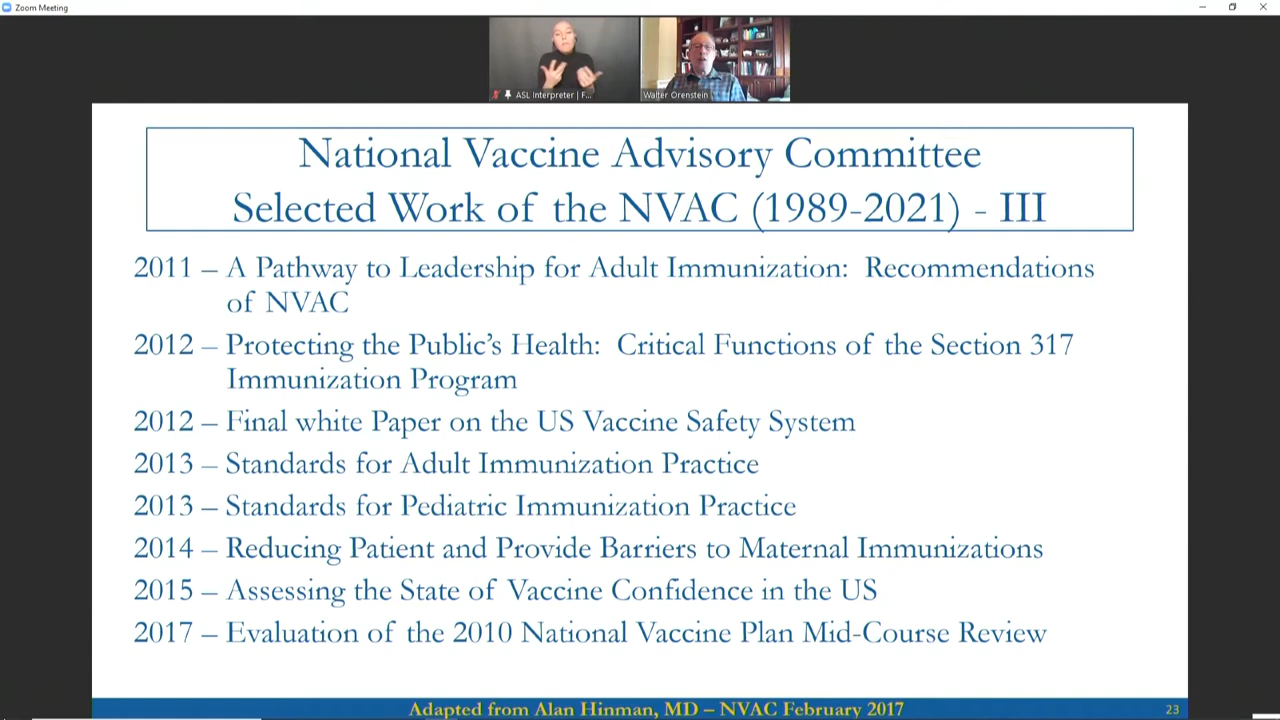 Zoom Meeting
ASL Interpreter | F...
Walter Orenstein
National Vaccine Advisory Committee
Selected Work of the NVAC (1989-2021) - III
2011 – A Pathway to Leadership for Adult Immunization: Recommendations
of NVAC
2012 – Protecting the Public’s Health: Critical Functions of the Section 317
Immunization Program
2012 – Final white Paper on the US Vaccine Safety System
2013 – Standards for Adult Immunization Practice
2013 – Standards for Pediatric Immunization Practice
2014 – Reducing Patient and Provide Barriers to Maternal Immunizations
2015 – Assessing the State of Vaccine Confidence in the US
2017 – Evaluation of the 2010 National Vaccine Plan Mid-Course Review
Adapted from Alan Hinman, MD – NVAC February 2017
23